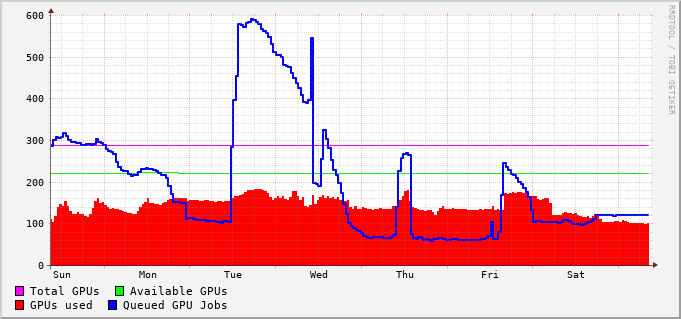 600
500
400
300
200
100
0
Sun Mon Tue Wed Thu Fri Sat
Total GPUs Available GPUs
GPUs used Queued GPU Jobs
RRDTOOL / TOBI OETIKER